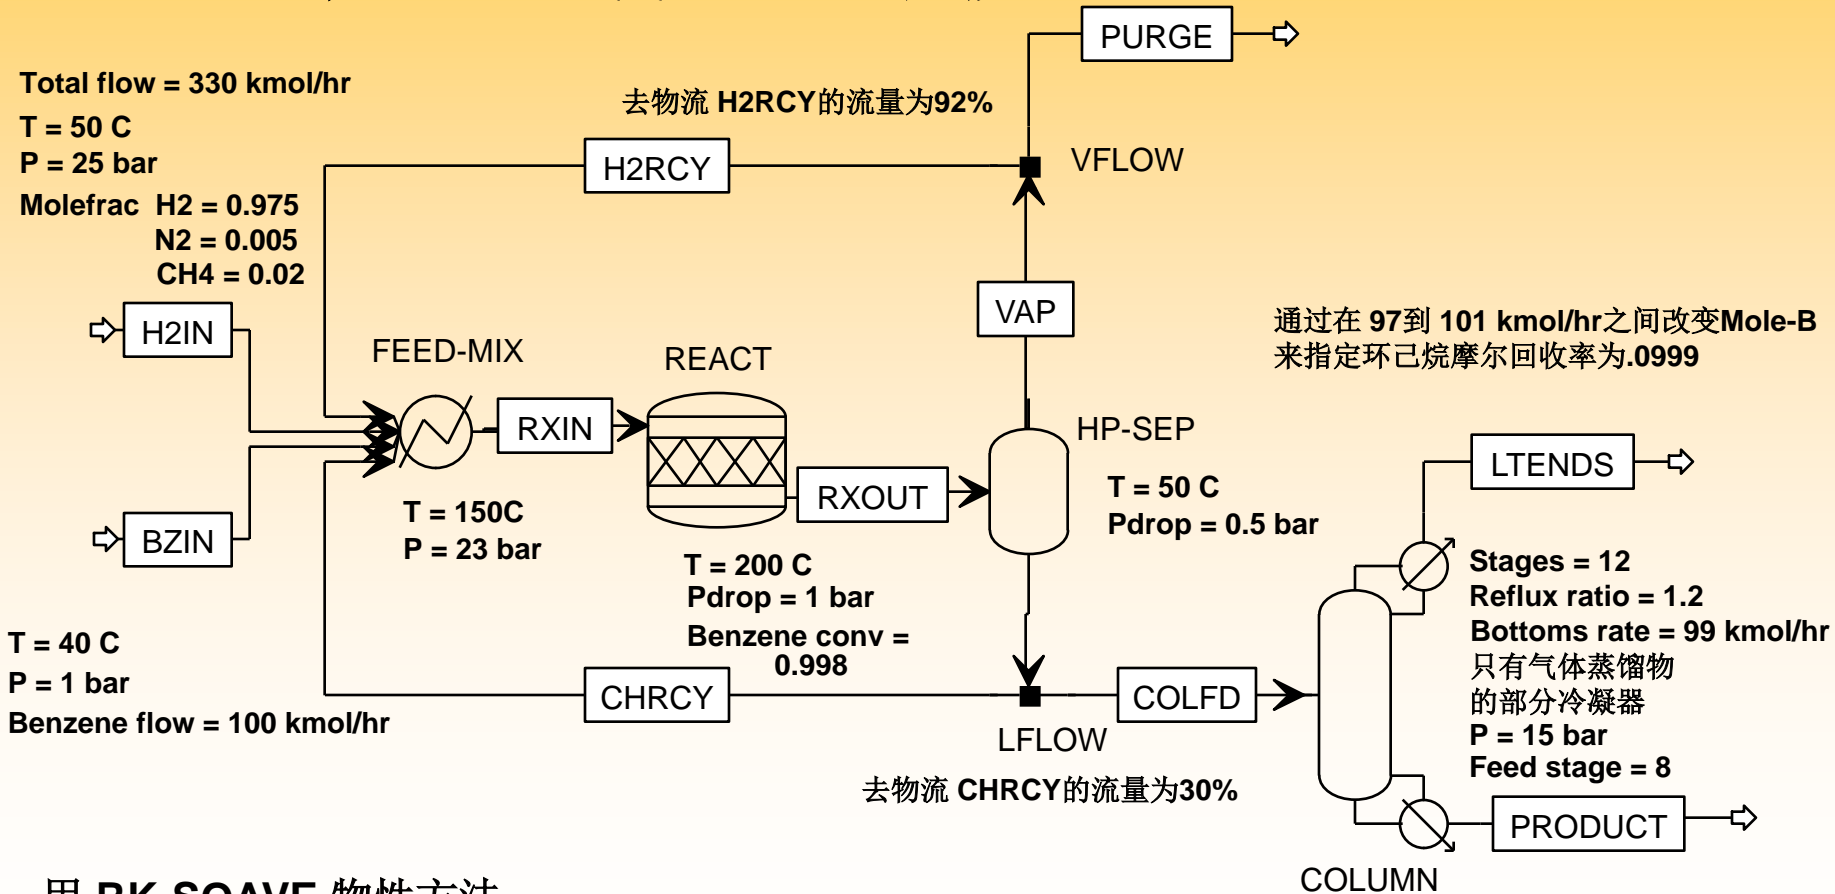 PURGE
Total flow = 330 kmol/hr
T = 50 C
P = 25 bar
Molefrac H2 = 0.975
N2 = 0.005
CH4 = 0.02
去物流 H2RCY的流量为92%
H2RCY
VFLOW
VAP
H2IN
FEED-MIX
REACT
通过在 97到 101 kmol/hr之间改变Mole-B
来指定环己烷摩尔回收率为.0999
RXIN
HP-SEP
T = 50 C
Pdrop = 0.5 bar
LTENDS
RXOUT
BZIN
T = 150C
P = 23 bar
T = 200 C
Pdrop = 1 bar
Benzene conv =
0.998
Stages = 12
Reflux ratio = 1.2
Bottoms rate = 99 kmol/hr
只有气体蒸馏物
的部分冷凝器
P = 15 bar
Feed stage = 8
T = 40 C
P = 1 bar
Benzene flow = 100 kmol/hr
CHRCY
COLFD
LFLOW
去物流 CHRCY的流量为30%
PRODUCT
COLUMN
用 RK-SOAVE 物性方法